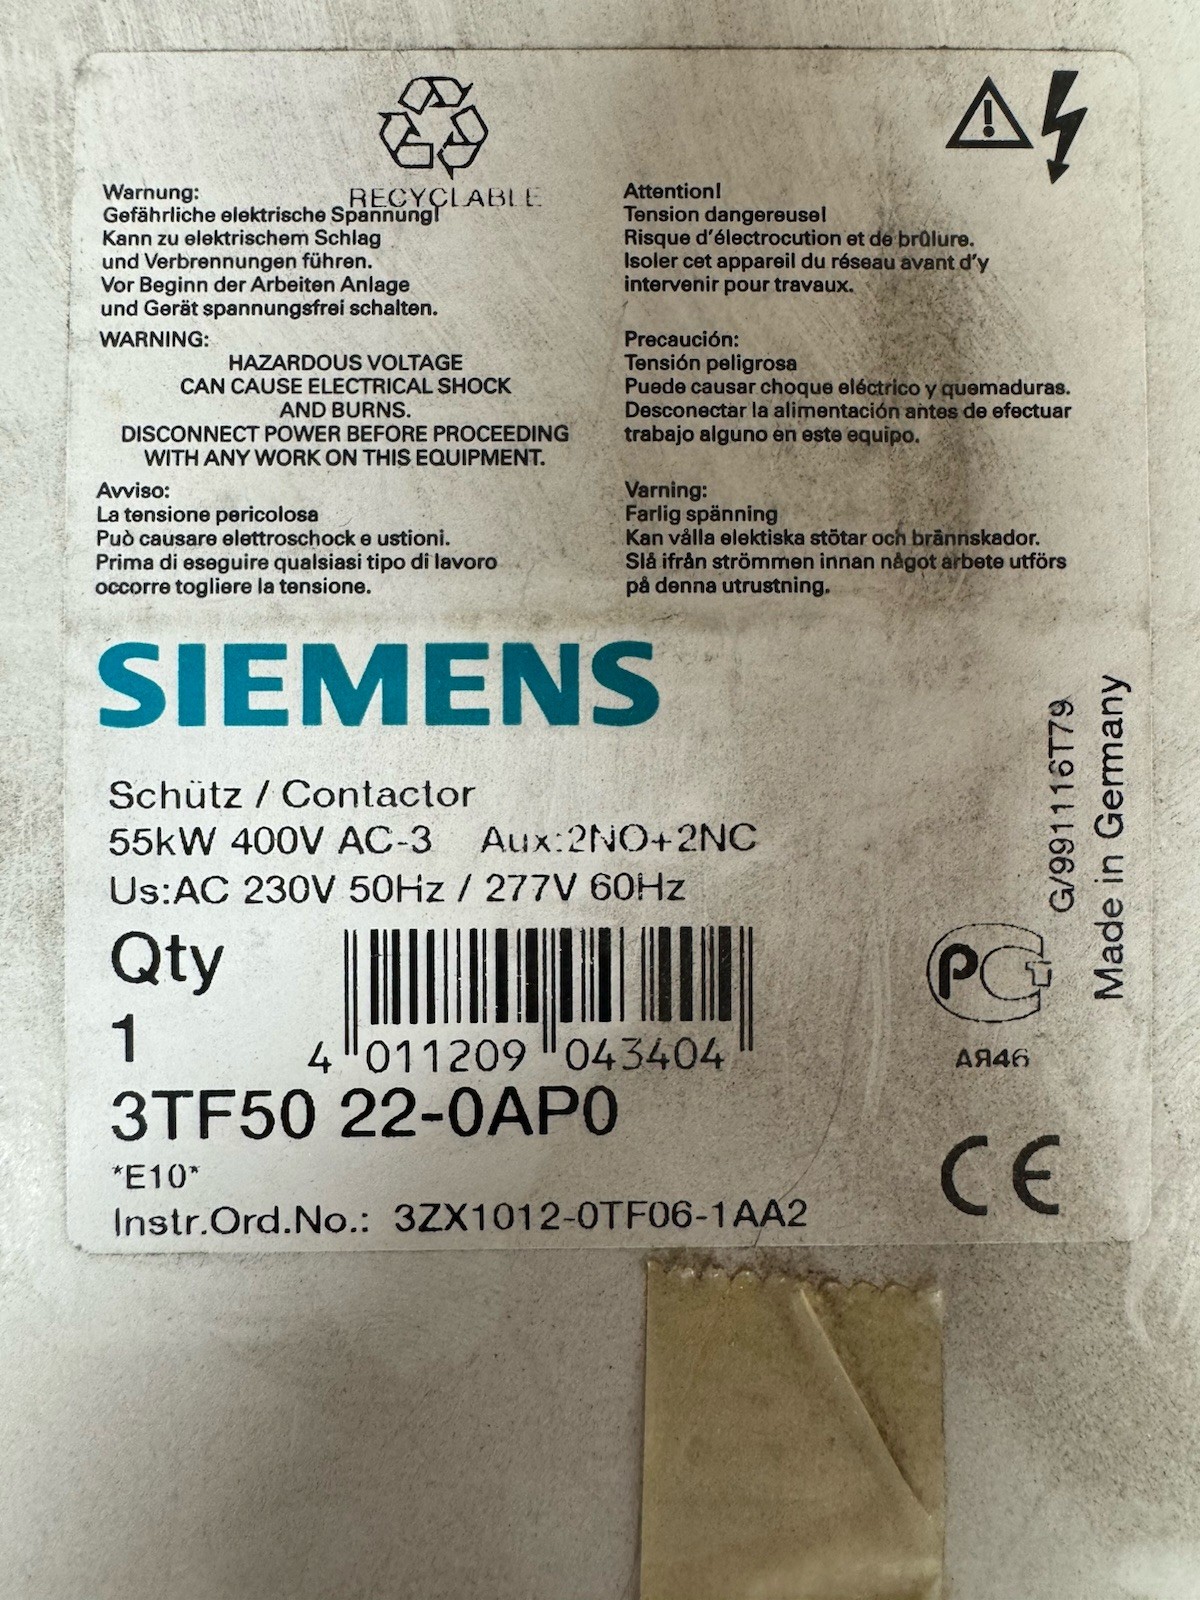 RECYCLABLE
Warnung:
Gefährliche elektrische Spannung!
Kann zu elektrischem Schlag
und Verbrennungen führen.
Vor Beginn der Arbeiten Anlage
und Gerät spannungsfrei schalten.
WARNING:
HAZARDOUS VOLTAGE
CAN CAUSE ELECTRICAL SHOCK
AND BURNS.
DISCONNECT POWER BEFORE PROCEEDING
WITH ANY WORK ON THIS EQUIPMENT.
Avviso:
La tensione pericolosa
Può causare elettroschock e ustioni.
Prima di eseguire qualsiasi tipo di lavoro
occorre togliere la tensione.
Attention!
Tension dangereuse!
Risque d'électrocution et de brûlure.
Isoler cet appareil du réseau avant d'y
intervenir pour travaux.
Precaución:
Tensión peligrosa
Puede causar choque eléctrico y quemaduras.
Desconectar la alimentación antes de efectuar
trabajo alguno en este equipo.
Varning:
Farlig spänning
Kan vålla elektiska stötar och brännskador.
Slå ifrån strömmen innan något arbete utförs
på denna utrustning.
SIEMENS
Schütz / Contactor
55kW 400V AC-3 Aux:2NO+2NC
Us:AC 230V 50Hz / 277V 60Hz
Qty
1
4 011209 043404
3TF50 22-0AP0
*E10*
Instr.Ord.No.: 3ZX1012-0TF06-1AA2
G/991116T79
Made in Germany
PG
АЯ46
CE